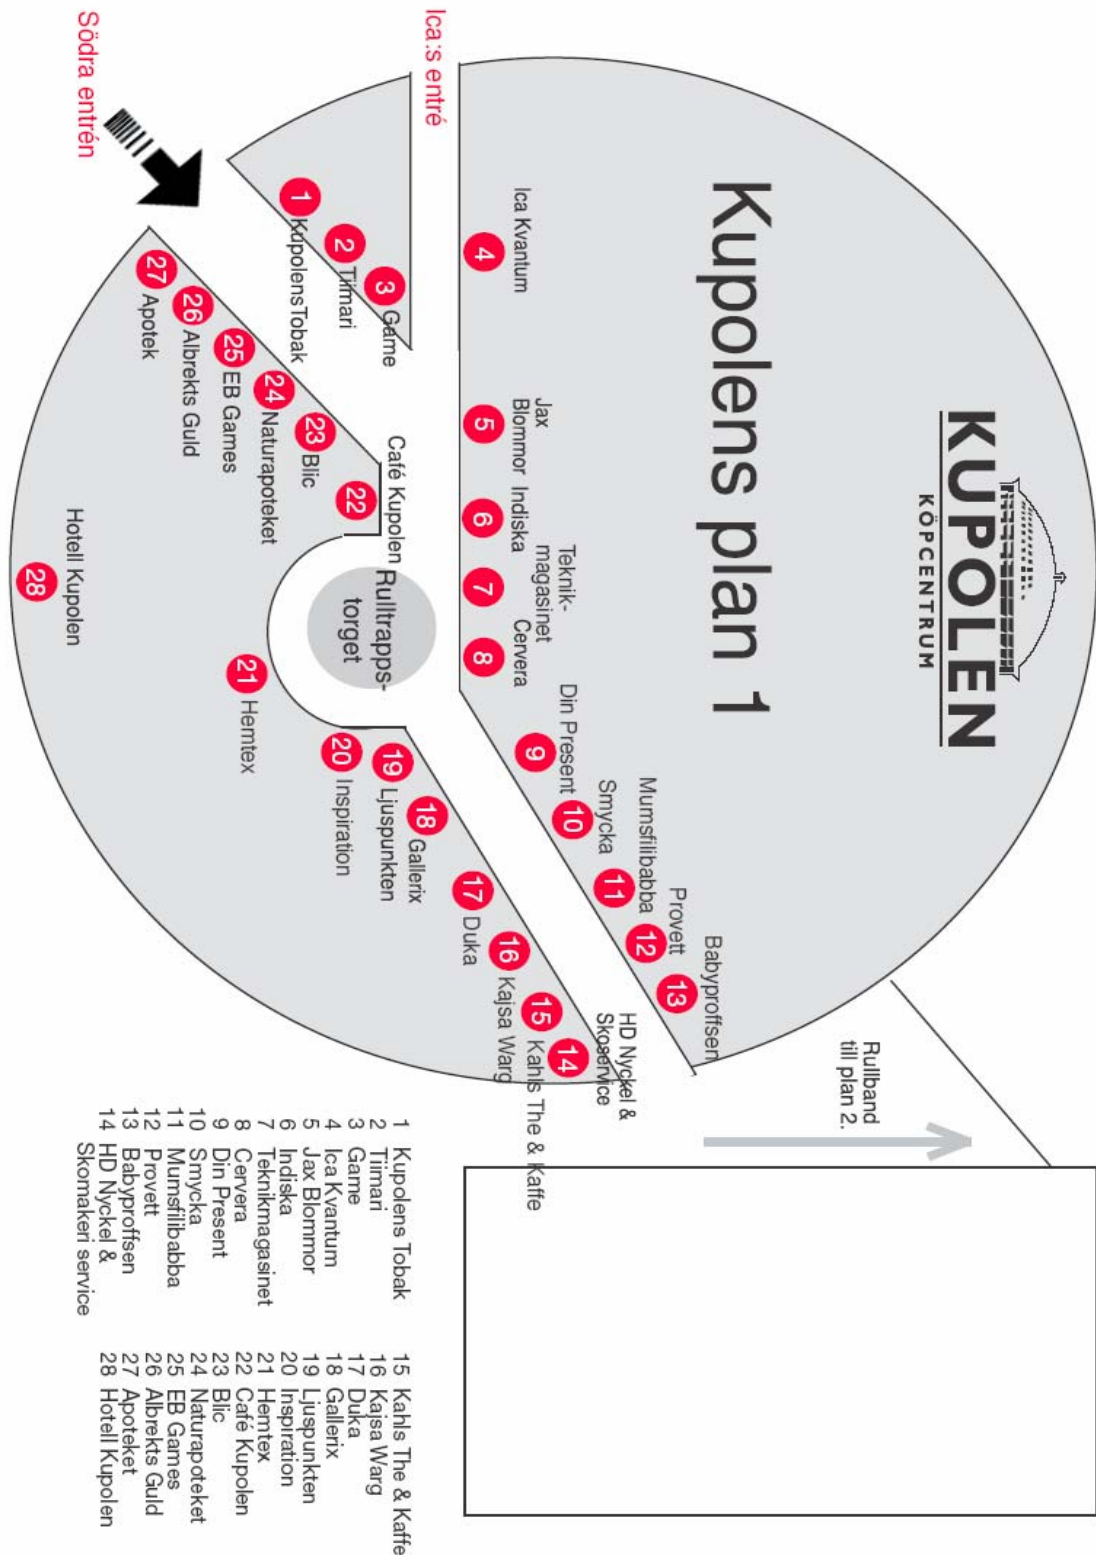 KUPOLEN
KÖPCENTRUM
Kupolens plan 1
Ica:s entré
Södra entrén
1 KupolensTobak
2 Tiimari
3 Game
4 Ica Kvantum
5 Jax
Blommor
6 Indiska
7 Teknik-
magasinet
8 Cervera
9 Din Present
10 Smycka
11 Mumsfilibabba
12 Provett
13 Babyproffsen
Rullband
till plan 2.
HD Nyckel &
Skoservice
14
15 Kahls The & Kaffe
16 Kajsa Warg
17 Duka
18 Gallerix
19 Ljuspunkten
20 Inspiration
21 Hemtex
Rulltrapps-
torget
Café Kupolen
22
23 Blic
24 Naturapoteket
25 EB Games
26 Albrekts Guld
27 Apotek
28 Hotell Kupolen
1 Kupolens Tobak
2 Tiimari
3 Game
4 Ica Kvantum
5 Jax Blommor
6 Indiska
7 Teknikmagasinet
8 Cervera
9 Din Present
10 Smycka
11 Mumsfilibabba
12 Provett
13 Babyproffsen
14 HD Nyckel &
Skomakeri service
15 Kahls The & Kaffe
16 Kajsa Warg
17 Duka
18 Gallerix
19 Ljuspunkten
20 Inspiration
21 Hemtex
22 Café Kupolen
23 Blic
24 Naturapoteket
25 EB Games
26 Albrekts Guld
27 Apoteket
28 Hotell Kupolen